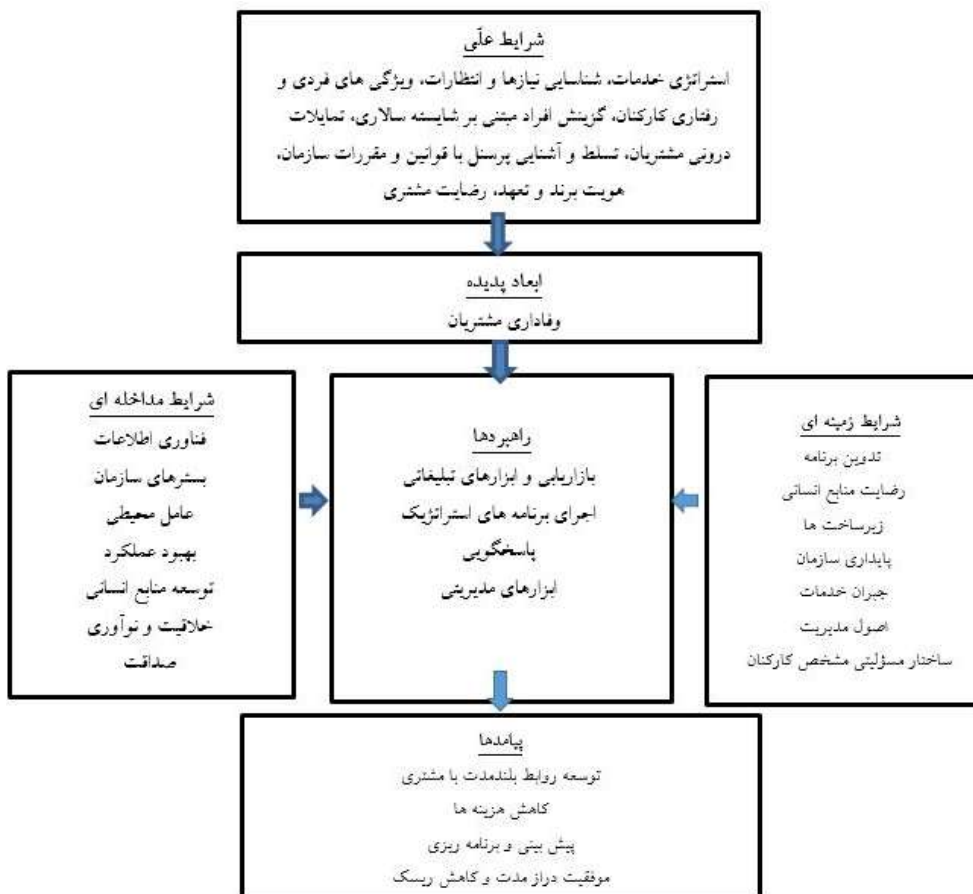 شرایط علّی
استراتژی خدمات، شناسایی نیازها و انتظارات، ویژگی های فردی و
رفتاری کارکنان، گزینش افراد مبتنی بر شایسته سالاری، تمایلات
درونی مشتریان، تسلط و آشنایی پرسنل با قوانین و مقررات سازمان،
هویت برند و تعهد، رضایت مشتری
ابعاد پدیده
وفاداری مشتریان
شرایط زمینه ای
تدوین برنامه
رضایت منابع انسانی
زیرساخت ها
پایداری سازمان
جبران خدمات
اصول مدیریت
ساختار مسؤلیتی مشخص کارکنان
راهبردها
بازاریابی و ابزارهای تبلیغاتی
اجرای برنامه های استراتژیک
پاسخگویی
ابزارهای مدیریتی
شرایط مداخله ای
فناوری اطلاعات
بسترهای سازمان
عامل محیطی
بهبود عملکرد
توسعه منابع انسانی
خلاقیت و نوآوری
صداقت
پیامدها
توسعه روابط بلندمدت با مشتری
کاهش هزینه ها
پیش بینی و برنامه ریزی
موفقیت دراز مدت و کاهش ریسک